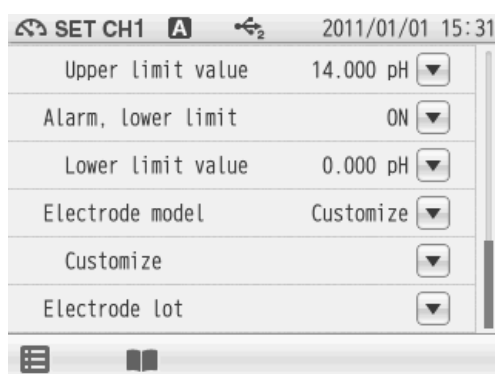 SET CH1 A 2 2011/01/01 15:31
Upper limit value 14.000 pH
Alarm, lower limit ON
Lower limit value 0.000 pH
Electrode model Customize
Customize
Electrode lot